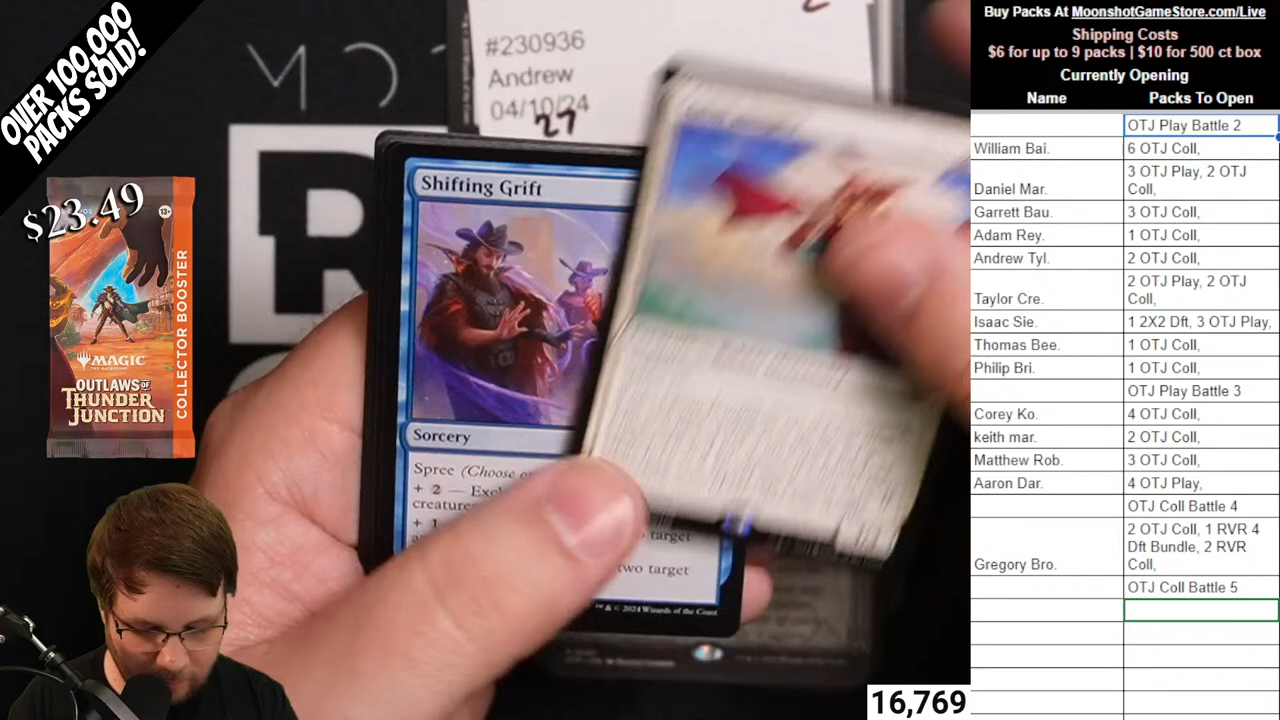 OVER 100,000
PACKS SOLD!
$23.49
13+
MAGIC
THE GATHERING
OUTLAWS OF
THUNDER
JUNCTION
COLLECTOR BOOSTER
#230936
Andrew
04/10/24
27
Shifting Grift
Sorcery
Spree (Choose
+ 2 —
+ 1
target
two target
™ & © 2024 Wizards of the Coast
16,769
Buy Packs At MoonshotGameStore.com/Live
Shipping Costs
$6 for up to 9 packs | $10 for 500 ct box
Currently Opening
Name Packs To Open
OTJ Play Battle 2
William Bai. 6 OTJ Coll,
Daniel Mar. 3 OTJ Play, 2 OTJ
Coll,
Garrett Bau. 3 OTJ Coll,
Adam Rey. 1 OTJ Coll,
Andrew Tyl. 2 OTJ Coll,
Taylor Cre. 2 OTJ Play, 2 OTJ
Coll,
Isaac Sie. 1 2X2 Dft, 3 OTJ Play,
Thomas Bee. 1 OTJ Coll,
Philip Bri. 1 OTJ Coll,
OTJ Play Battle 3
Corey Ko. 4 OTJ Coll,
keith mar. 2 OTJ Coll,
Matthew Rob. 3 OTJ Coll,
Aaron Dar. 4 OTJ Play,
OTJ Coll Battle 4
Gregory Bro. 2 OTJ Coll, 1 RVR 4
Dft Bundle, 2 RVR
Coll,
OTJ Coll Battle 5